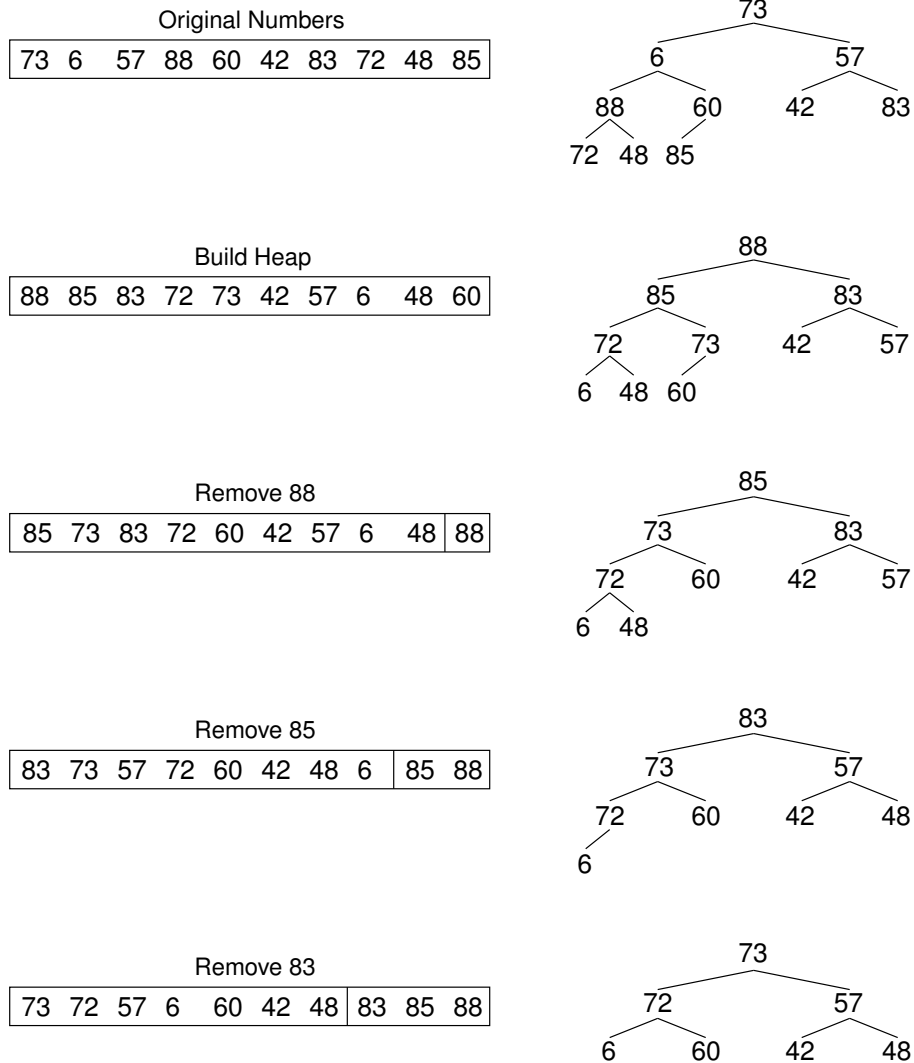 Original Numbers
73 6 57 88 60 42 83 72 48 85
73
6 57
88 60 42 83
72 48 85
Build Heap
88 85 83 72 73 42 57 6 48 60
88
85 83
72 73 42 57
6 48 60
Remove 88
85 73 83 72 60 42 57 6 48 88
85
73 83
72 60 42 57
6 48
Remove 85
83 73 57 72 60 42 48 6 85 88
83
73 57
72 60 42 48
6
Remove 83
73 72 57 6 60 42 48 83 85 88
73
72 57
6 60 42 48